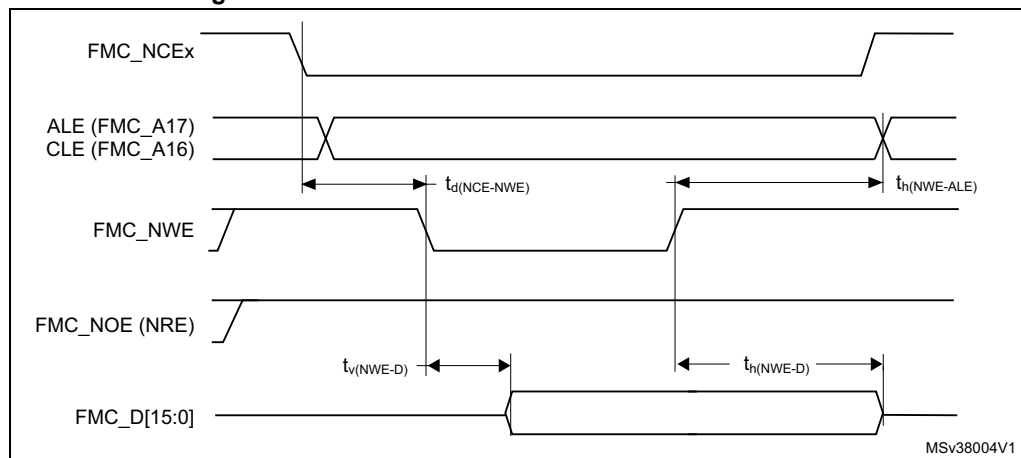 FMC_NCEx
ALE (FMC_A17)
CLE (FMC_A16)
td(NCE-NWE)
th(NWE-ALE)
FMC_NWE
FMC_NOE (NRE)
tv(NWE-D)
th(NWE-D)
FMC_D[15:0]
MSv38004V1